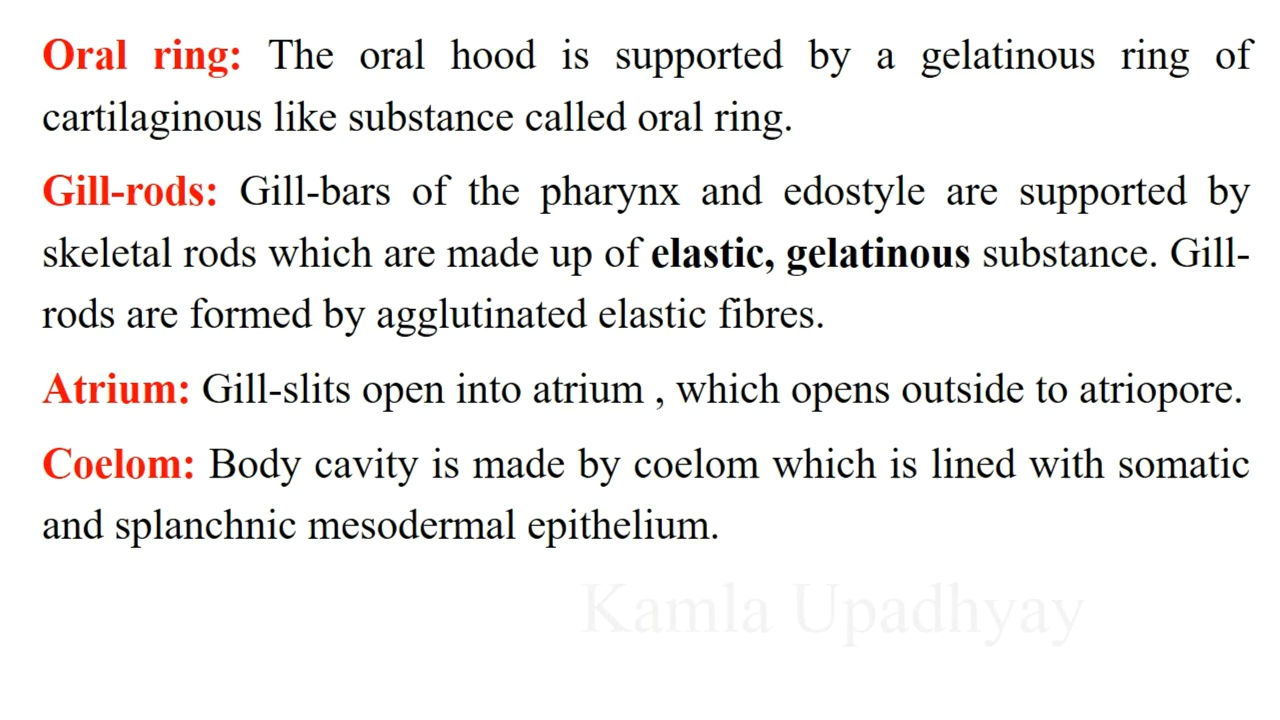 Oral ring: The oral hood is supported by a gelatinous ring of
cartilaginous like substance called oral ring.
Gill-rods: Gill-bars of the pharynx and edostyle are supported by
skeletal rods which are made up of elastic, gelatinous substance. Gill-
rods are formed by agglutinated elastic fibres.
Atrium: Gill-slits open into atrium , which opens outside to atriopore.
Coelom: Body cavity is made by coelom which is lined with somatic
and splanchnic mesodermal epithelium.
Kamla Upadhyay